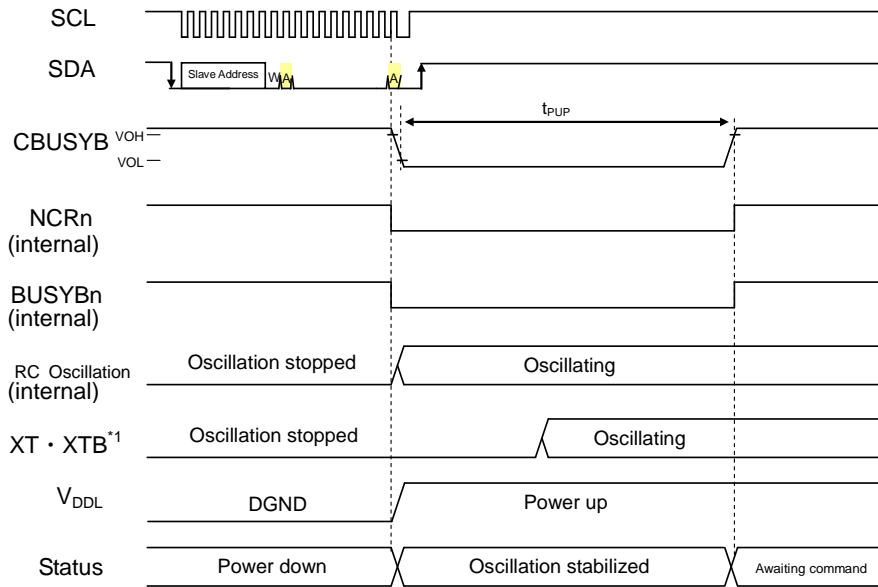 SCL
SDA
Slave Address
W
A
A
t_PUP
CBUSYB
VOH
VOL
NCRn
(internal)
BUSYBn
(internal)
RC Oscillation
(internal)
Oscillation stopped
Oscillating
XT・XTB*1
Oscillation stopped
Oscillating
V_DDL
DGND
Power up
Status
Power down
Oscillation stabilized
Awaiting command